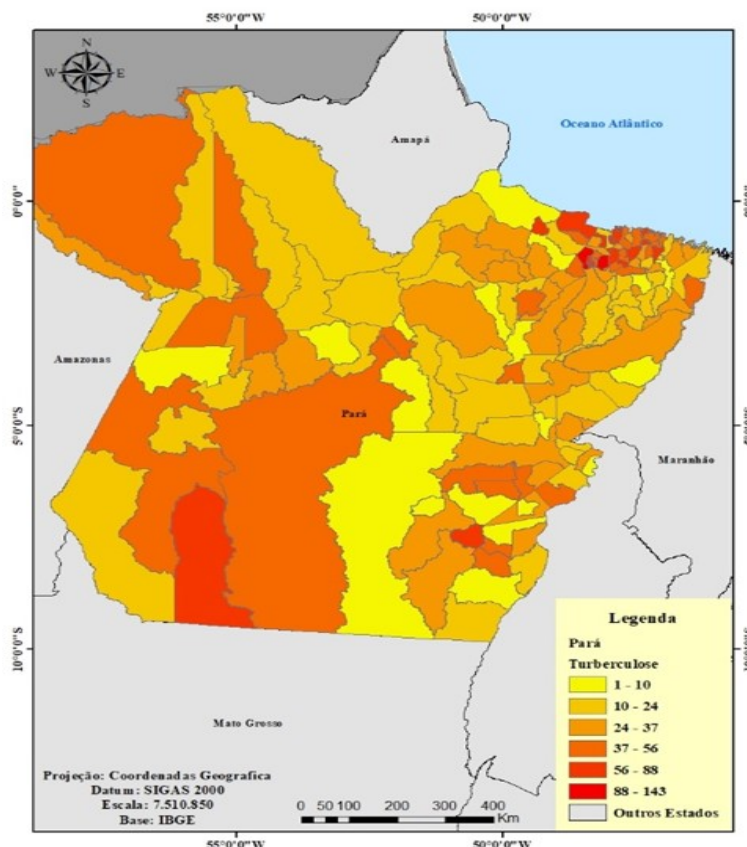 55°0'0"W 50°0'0"W
N
W E
S
Oceano Atlântico
Amapá
0°0'0"
Amazonas
Pará
5°0'0"S
Maranhão
10°0'0"S
Mato Grosso
Legenda
Pará
Turberculose
1 - 10
10 - 24
24 - 37
37 - 56
56 - 88
88 - 143
Outros Estados
Projeção: Coordenadas Geografica
Datum: SIGAS 2000
Escala: 7.510.850
Base: IBGE
0 50 100 200 300 400
Km
55°0'0"W 50°0'0"W